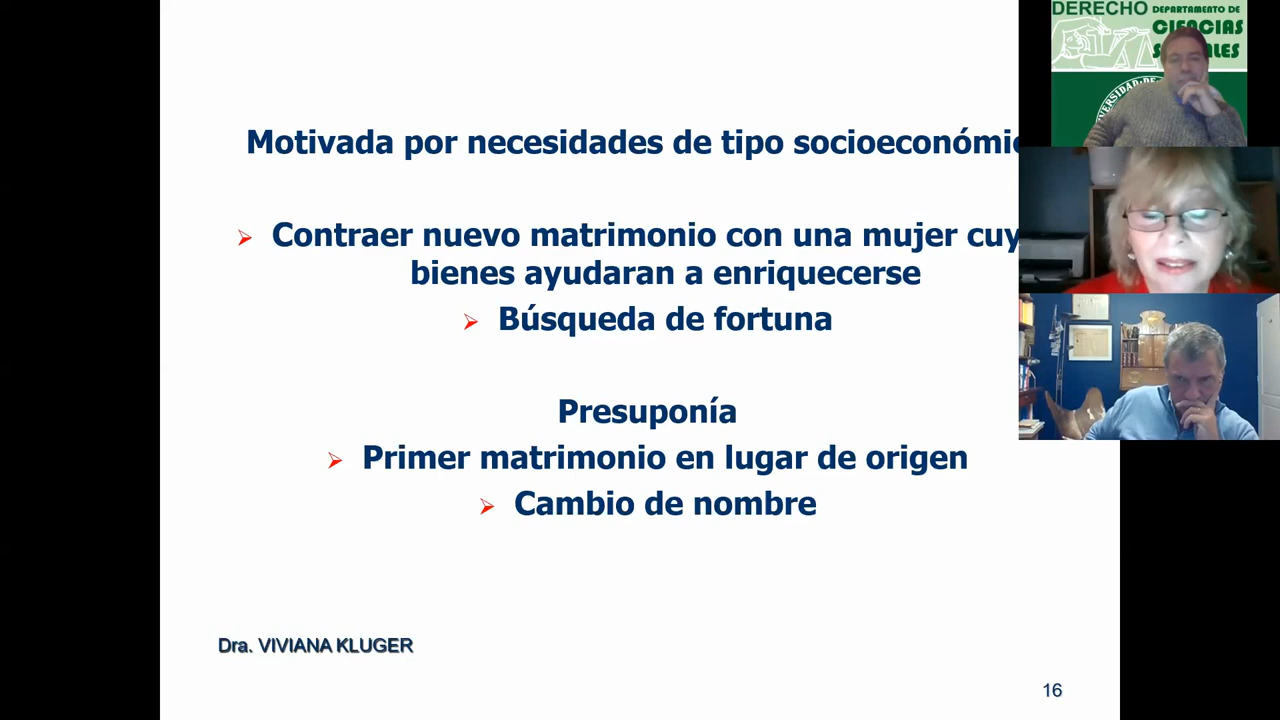 DERECHO DEPARTAMENTO DE
CIENCIAS
Motivada por necesidades de tipo socioeconómi
Contraer nuevo matrimonio con una mujer cuy
bienes ayudaran a enriquecerse
Búsqueda de fortuna
Presuponía
Primer matrimonio en lugar de origen
Cambio de nombre
Dra. VIVIANA KLUGER
16